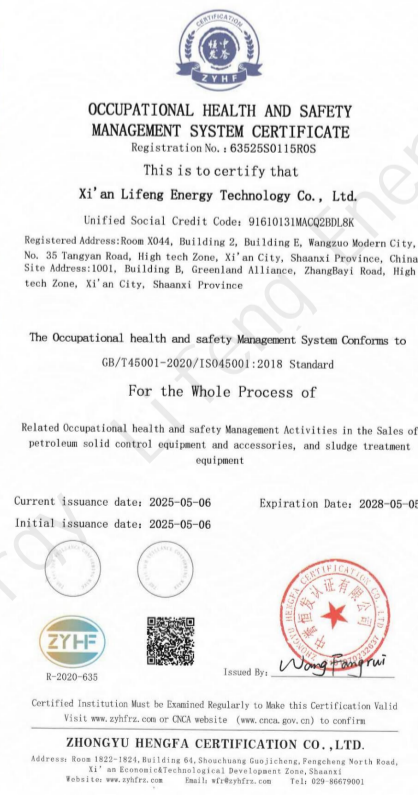 CERTIFICATION
ZYHF
OCCUPATIONAL HEALTH AND SAFETY
MANAGEMENT SYSTEM CERTIFICATE
Registration No.：63525S0115R0S
This is to certify that
Xi'an Lifeng Energy Technology Co., Ltd.
Unified Social Credit Code: 91610131MACQ2BDL8K
Registered Address:Room X044, Building 2, Building E, Wangzuo Modern City,
No. 35 Tangyan Road, High tech Zone, Xi'an City, Shaanxi Province, China
Site Address:1001, Building B, Greenland Alliance, ZhangBayi Road, High
tech Zone, Xi'an City, Shaanxi Province
The Occupational health and safety Management System Conforms to
GB/T45001-2020/ISO45001:2018 Standard
For the Whole Process of
Related Occupational health and safety Management Activities in the Sales of
petroleum solid control equipment and accessories, and sludge treatment
equipment
Current issuance date: 2025-05-06
Expiration Date: 2028-05-05
Initial issuance date: 2025-05-06
ZHONGYU HENGFA CERTIFICATION CO., LTD
ZYHF
R-2020-635
Issued By:
Wang Fangrui
Certified Institution Must be Examined Regularly to Make this Certification Valid
Visit www.zyhfrz.com or CNCA website (www.cnca.gov.cn) to confirm
ZHONGYU HENGFA CERTIFICATION CO.,LTD.
Address: Room 1822-1824,Building 64,Shouchuang Guojicheng,Fengcheng North Road,
Xi'an Economic&Technological Development Zone,Shaanxi
Website:www.zyhfrz.com Email:wfr@zyhfrz.com Tel: 029-86679001